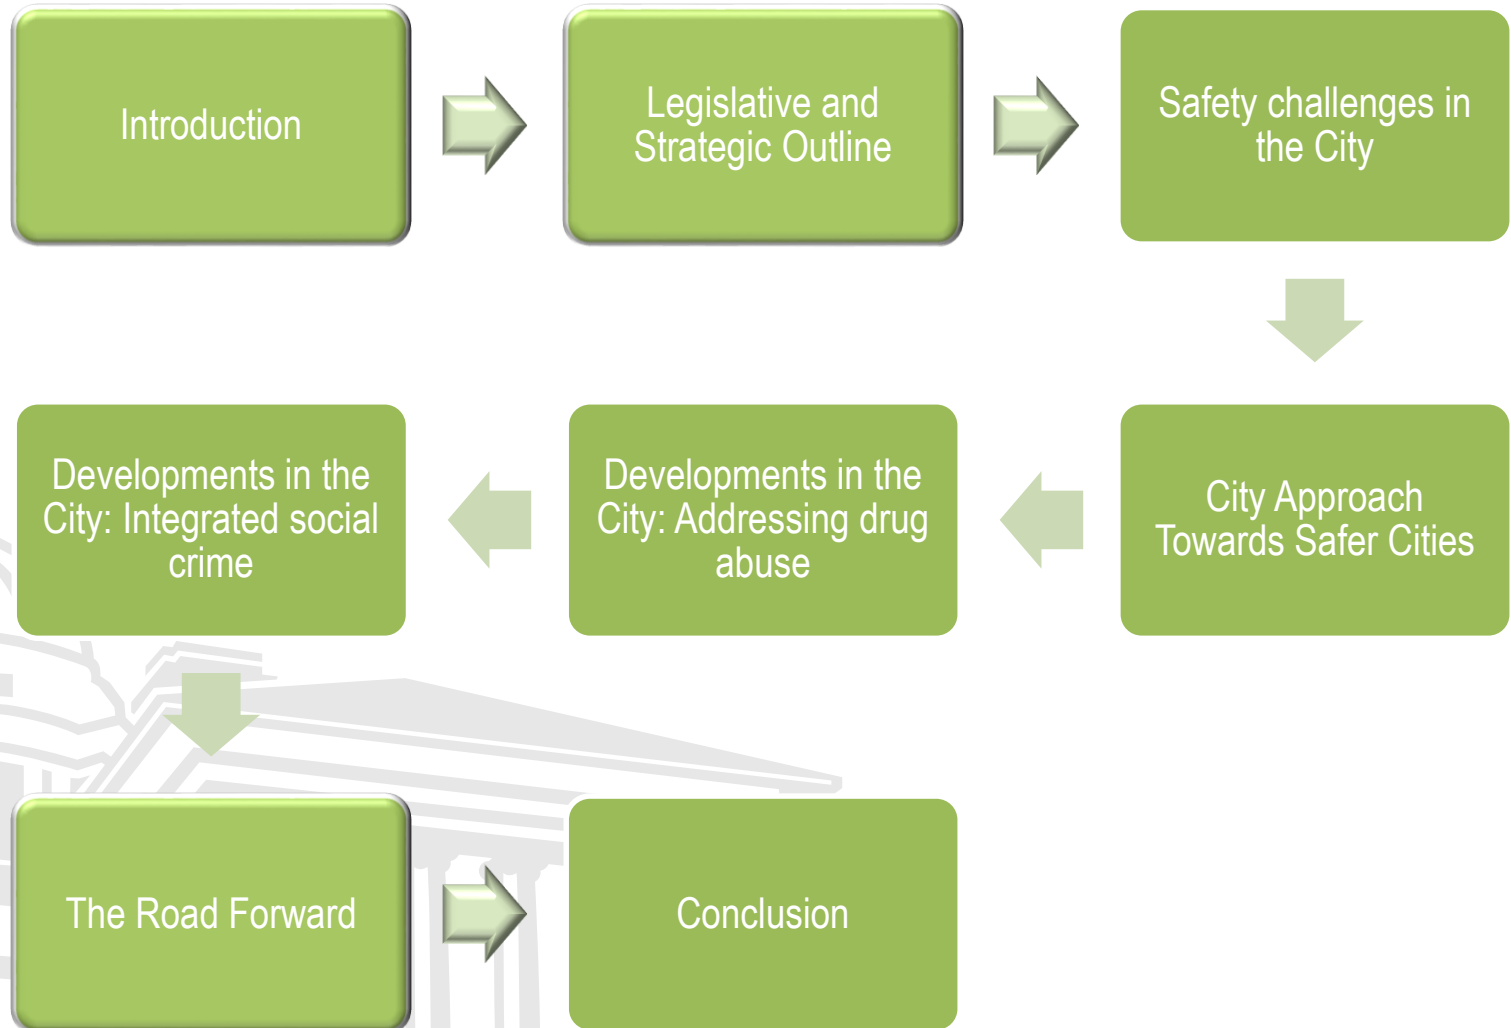 Introduction
Legislative and
Strategic Outline
Safety challenges in
the City
City Approach
Towards Safer Cities
Developments in the
City: Addressing drug
abuse
Developments in the
City: Integrated social
crime
The Road Forward
Conclusion